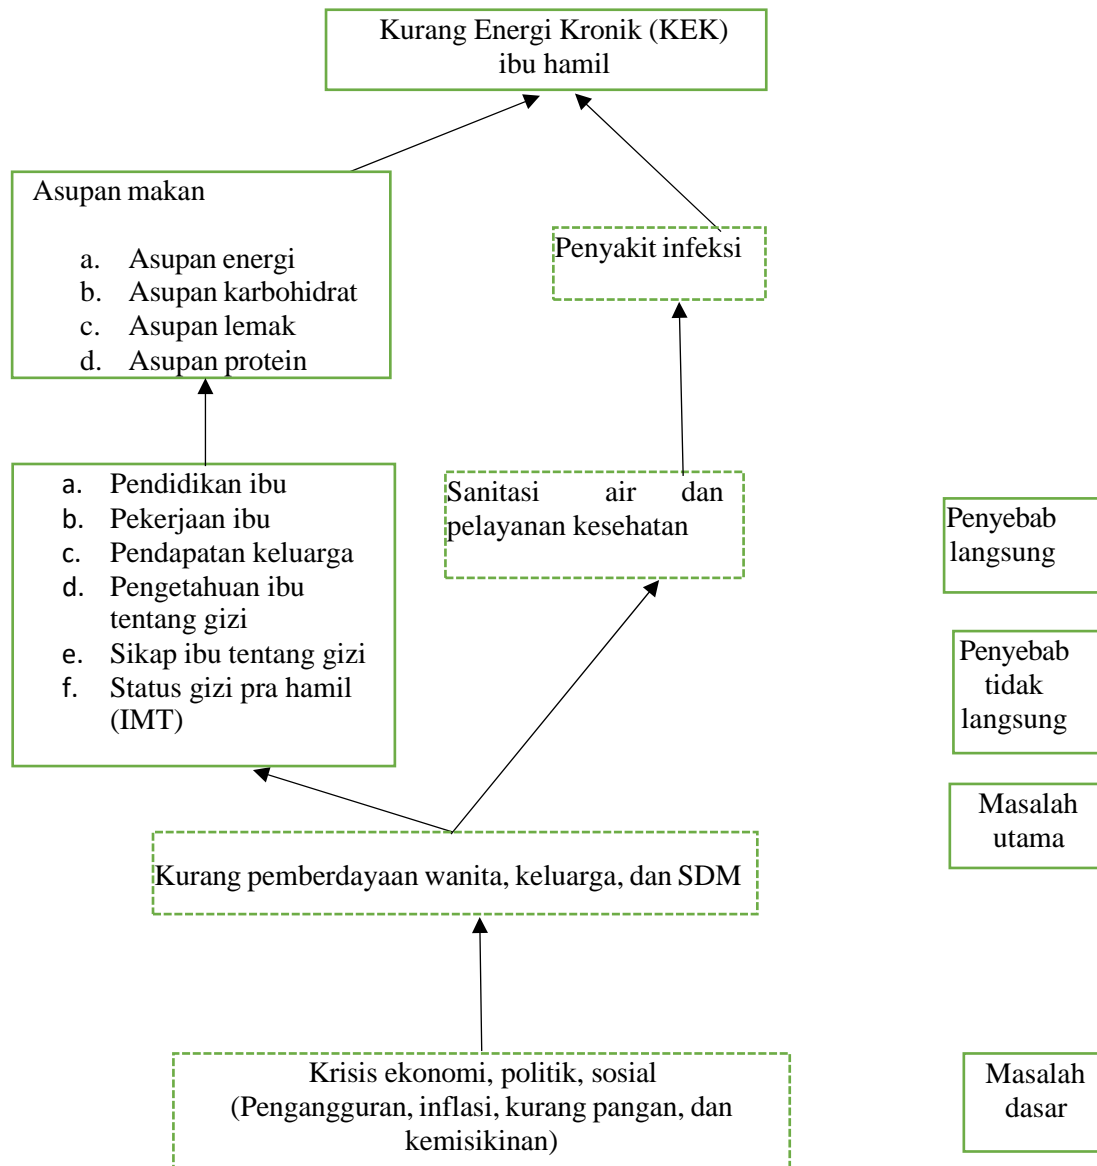 Kurang Energi Kronik (KEK)
ibu hamil
Asupan makan
a. Asupan energi
b. Asupan karbohidrat
c. Asupan lemak
d. Asupan protein
Penyakit infeksi
a. Pendidikan ibu
b. Pekerjaan ibu
c. Pendapatan keluarga
d. Pengetahuan ibu
tentang gizi
e. Sikap ibu tentang gizi
f. Status gizi pra hamil
(IMT)
Sanitasi air dan
pelayanan kesehatan
Penyebab
langsung
Penyebab
tidak
langsung
Masalah
utama
Kurang pemberdayaan wanita, keluarga, dan SDM
Krisis ekonomi, politik, sosial
(Pengangguran, inflasi, kurang pangan, dan
kemisikinan)
Masalah
dasar